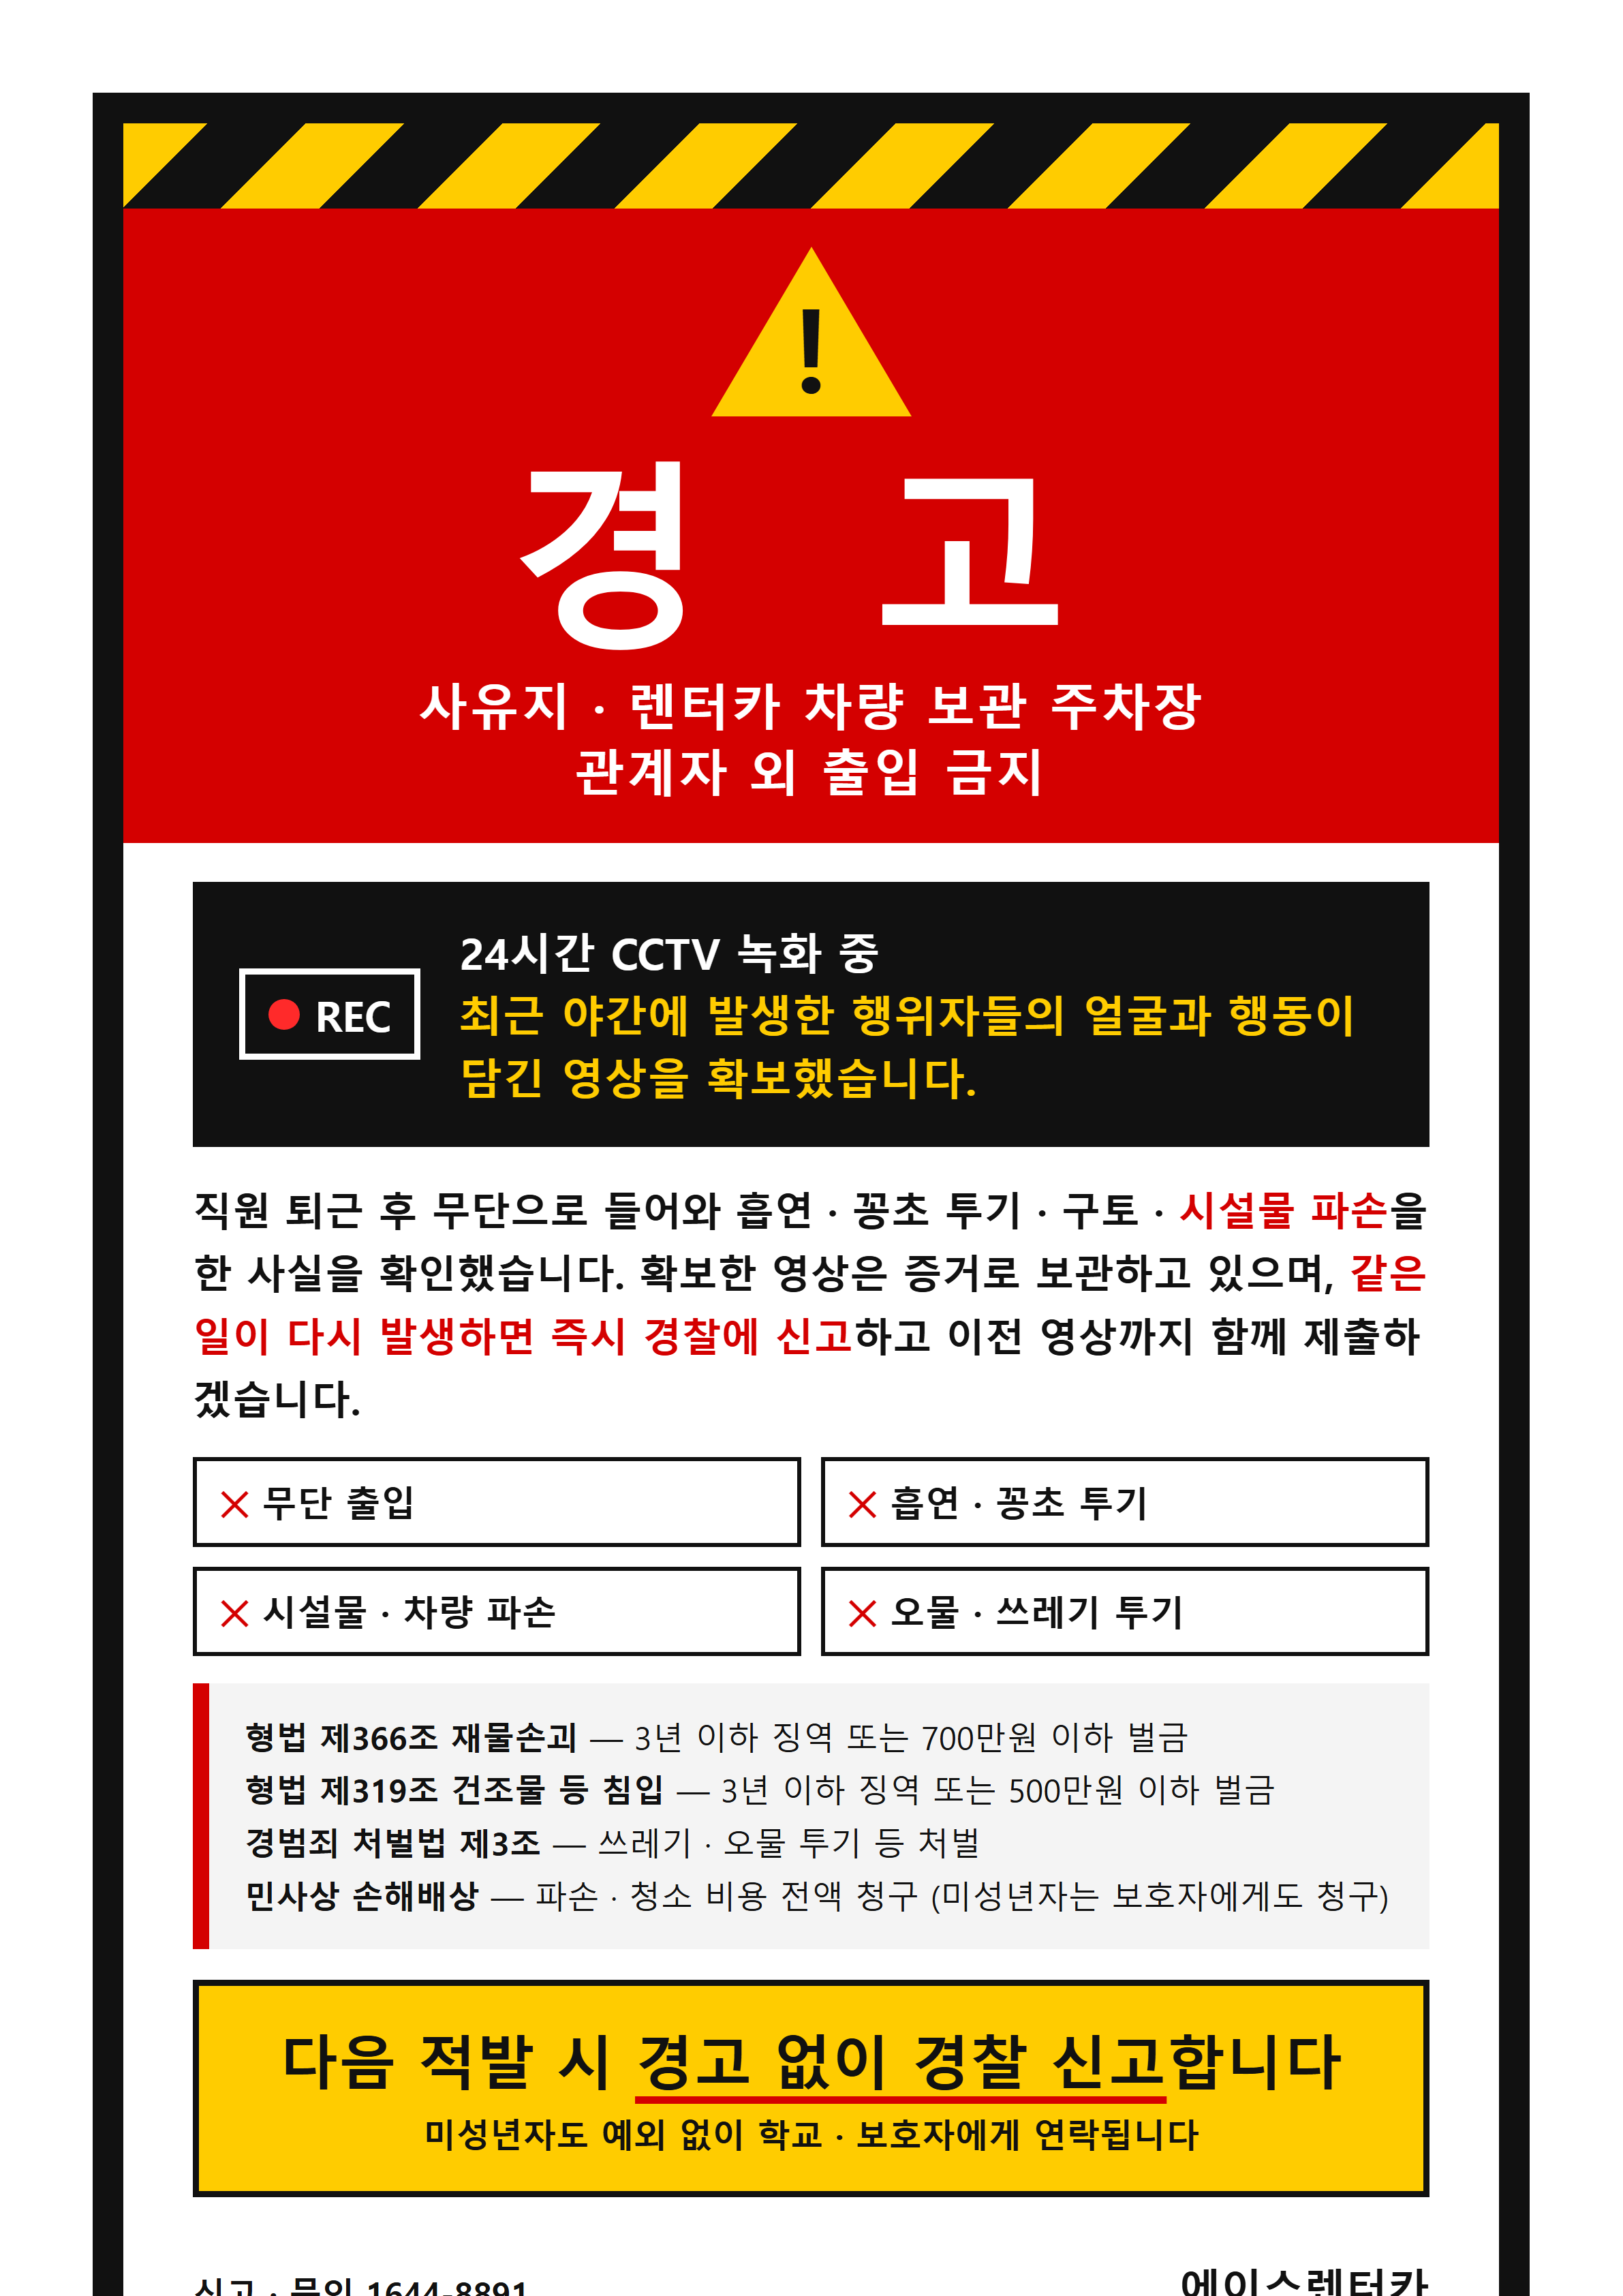 !
경 고
사유지 · 렌터카 차량 보관 주차장
관계자 외 출입 금지
24시간 CCTV 녹화 중
REC
최근 야간에 발생한 행위자들의 얼굴과 행동이
담긴 영상을 확보했습니다.
직원 퇴근 후 무단으로 들어와 흡연 · 꽁초 투기 · 구토 · 시설물 파손을
한 사실을 확인했습니다. 확보한 영상은 증거로 보관하고 있으며, 같은
일이 다시 발생하면 즉시 경찰에 신고하고 이전 영상까지 함께 제출하
겠습니다.
× 무단 출입
× 흡연 · 꽁초 투기
× 시설물 · 차량 파손
× 오물 · 쓰레기 투기
형법 제366조 재물손괴 — 3년 이하 징역 또는 700만원 이하 벌금
형법 제319조 건조물 등 침입 — 3년 이하 징역 또는 500만원 이하 벌금
경범죄 처벌법 제3조 — 쓰레기 · 오물 투기 등 처벌
민사상 손해배상 — 파손 · 청소 비용 전액 청구 (미성년자는 보호자에게도 청구)
다음 적발 시 경고 없이 경찰 신고합니다
미성년자도 예외 없이 학교 · 보호자에게 연락됩니다
신고 · 문의 1644-8891
에이스렌터카